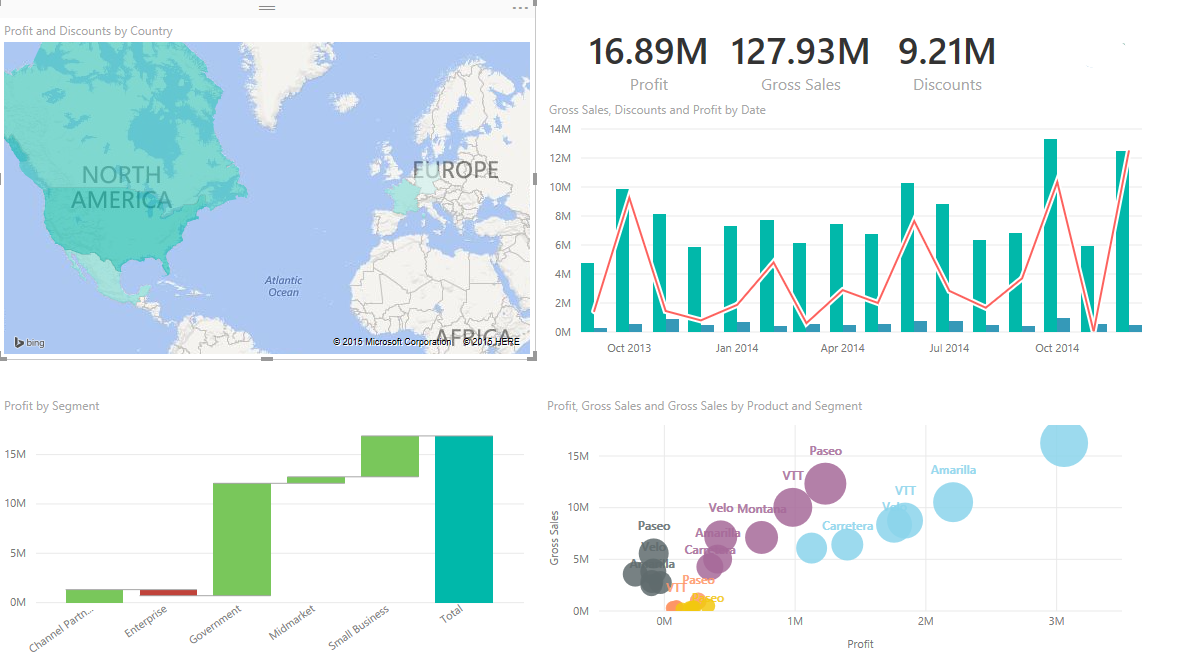 Profit and Discounts by Country
NORTH
AMERICA
EUROPE
Atlantic
Ocean
AFRICA
bing
© 2015 Microsoft Corporation
© 2015 HERE
16.89M
127.93M
9.21M
Profit
Gross Sales
Discounts
Gross Sales, Discounts and Profit by Date
14M
12M
10M
8M
6M
4M
2M
0M
Oct 2013
Jan 2014
Apr 2014
Jul 2014
Oct 2014
Profit by Segment
15M
10M
5M
0M
Channel Partn...
Enterprise
Government
Midmarket
Small Business
Total
Profit, Gross Sales and Gross Sales by Product and Segment
Gross Sales
15M
10M
5M
0M
Paseo
VTT
Amarilla
VTT
Velo
Montana
Carretera
Paseo
Amarilla
Velo
Carretera
Amarilla
VTT
Paseo
Paseo
0M
1M
2M
3M
Profit